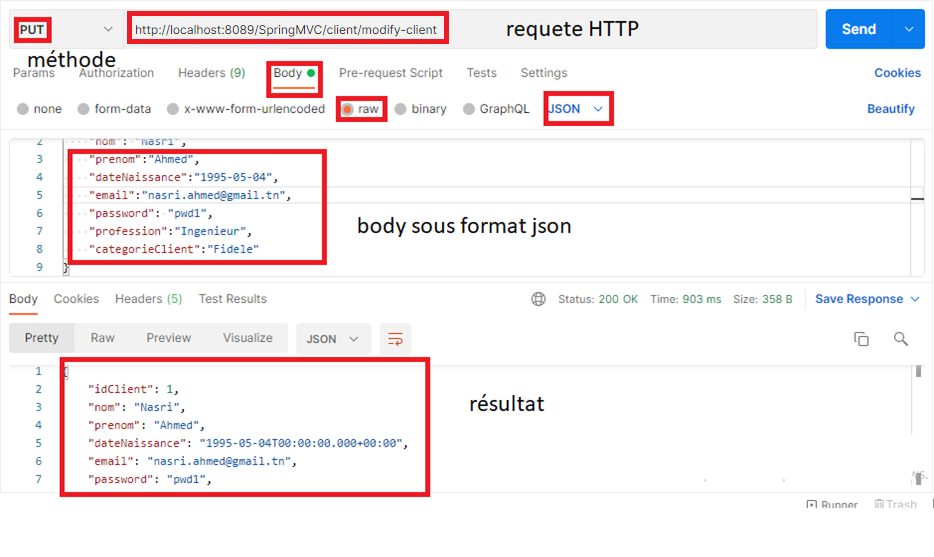 PUT http://localhost:8089/SpringMVC/client/modify-client requete HTTP Send
méthode
Params Authorization Headers (9) Body Pre-request Script Tests Settings Cookies
none form-data x-www-form-urlencoded raw binary GraphQL JSON Beautify
2 "nom": "Nasri",
3 "prenom":"Ahmed",
4 "dateNaissance":"1995-05-04",
5 "email":"nasri.ahmed@gmail.tn",
6 "password": "pwd1",
7 "profession":"Ingenieur",
8 "categorieClient":"Fidele"
9 }
body sous format json
Body Cookies Headers (5) Test Results Status: 200 OK Time: 903 ms Size: 358 B Save Response
Pretty Raw Preview Visualize JSON
1 {
2 "idClient": 1,
3 "nom": "Nasri",
4 "prenom": "Ahmed",
5 "dateNaissance": "1995-05-04T00:00:00.000+00:00",
6 "email": "nasri.ahmed@gmail.tn",
7 "password": "pwd1",
résultat
Runner Trash